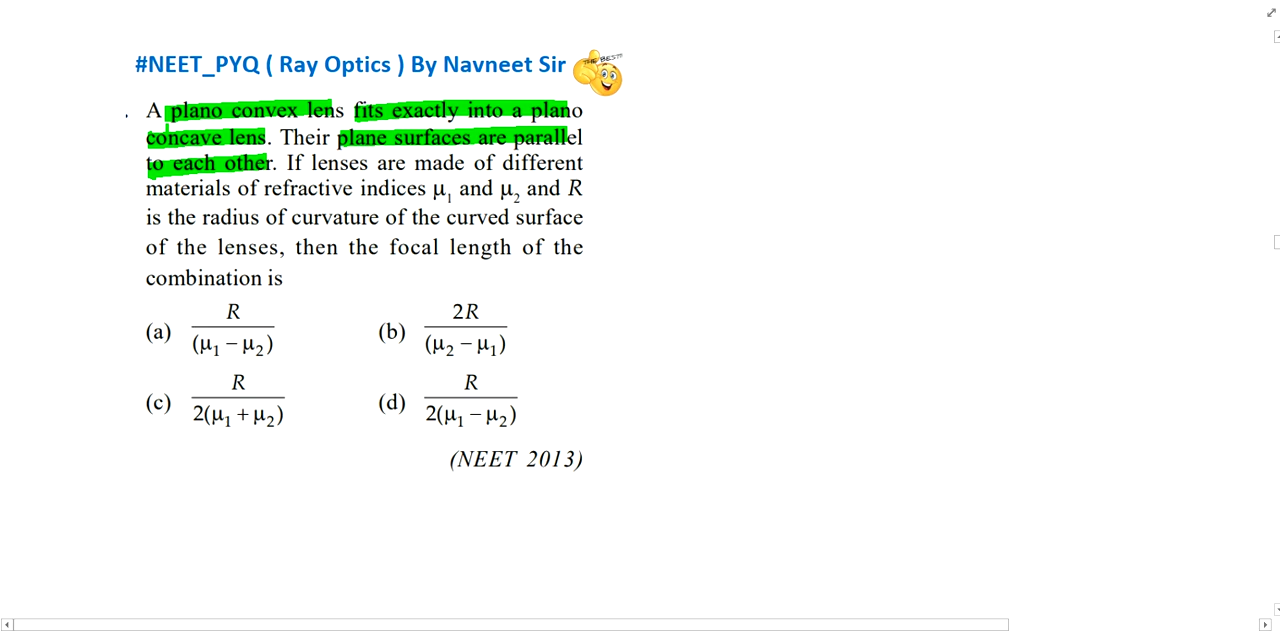 #NEET_PYQ ( Ray Optics ) By Navneet Sir
THE BEST!!
. A plano convex lens fits exactly into a plano
concave lens. Their plane surfaces are parallel
to each other. If lenses are made of different
materials of refractive indices μ₁ and μ₂ and R
is the radius of curvature of the curved surface
of the lenses, then the focal length of the
combination is
(a) R / (μ₁ − μ₂) (b) 2R / (μ₂ − μ₁)
(c) R / 2(μ₁ + μ₂) (d) R / 2(μ₁ − μ₂)
(NEET 2013)